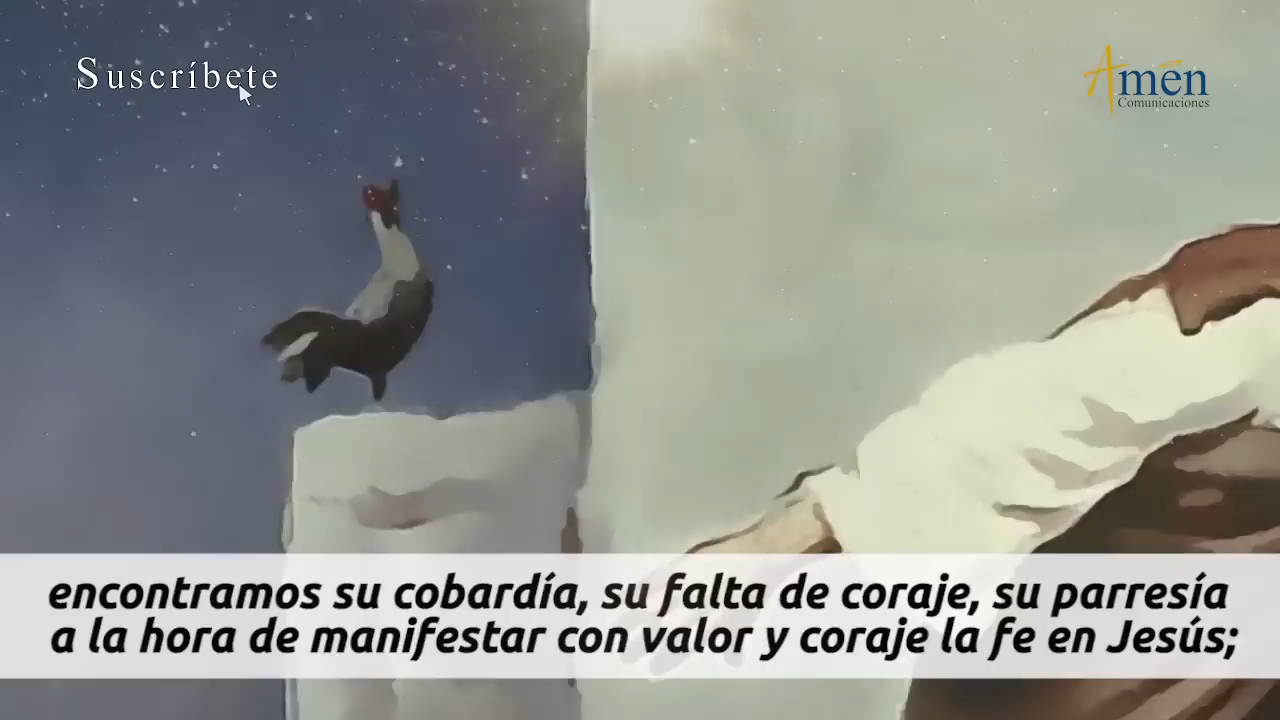 Suscríbete
Amén
Comunicaciones
encontramos su cobardía, su falta de coraje, su parresía
a la hora de manifestar con valor y coraje la fe en Jesús;